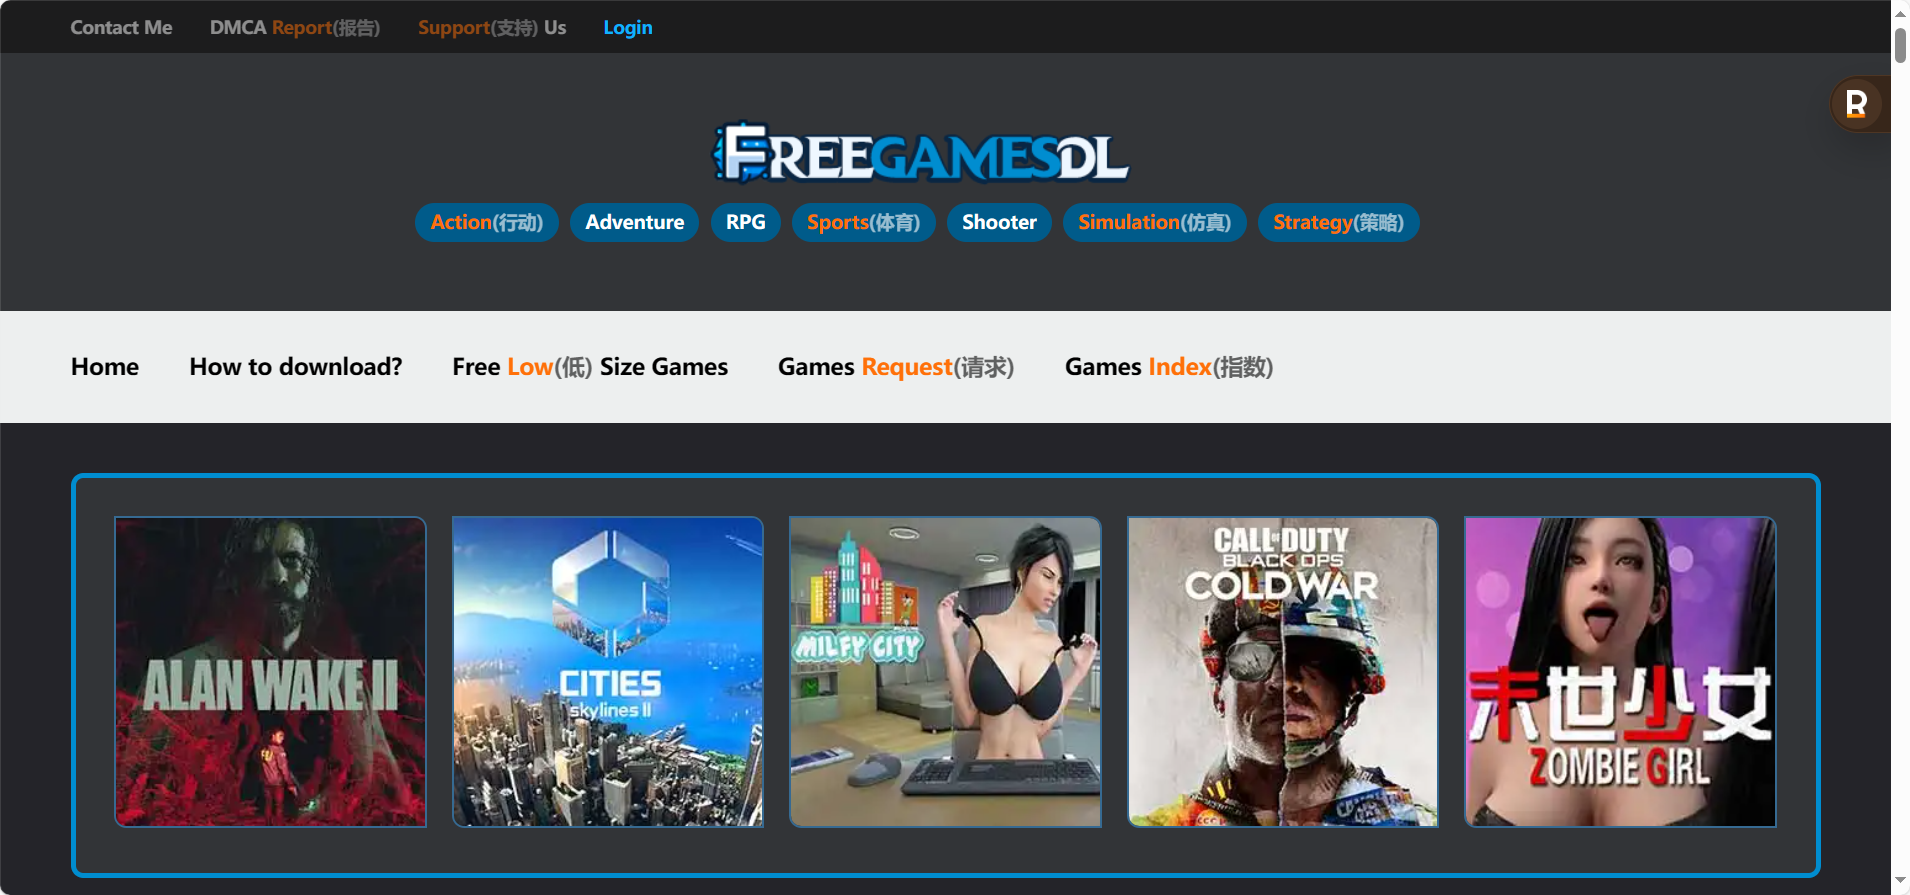 Contact Me DMCA Report(报告) Support(支持) Us Login
R
FREEGAMESDL
Action(行动) Adventure RPG Sports(体育) Shooter Simulation(仿真) Strategy(策略)
Home How to download? Free Low(低) Size Games Games Request(请求) Games Index(指数)
ALAN WAKE II
CITIES
skylines II
MILFY CITY
CALL OF DUTY
BLACK OPS
COLD WAR
末世少女
ZOMBIE GIRL